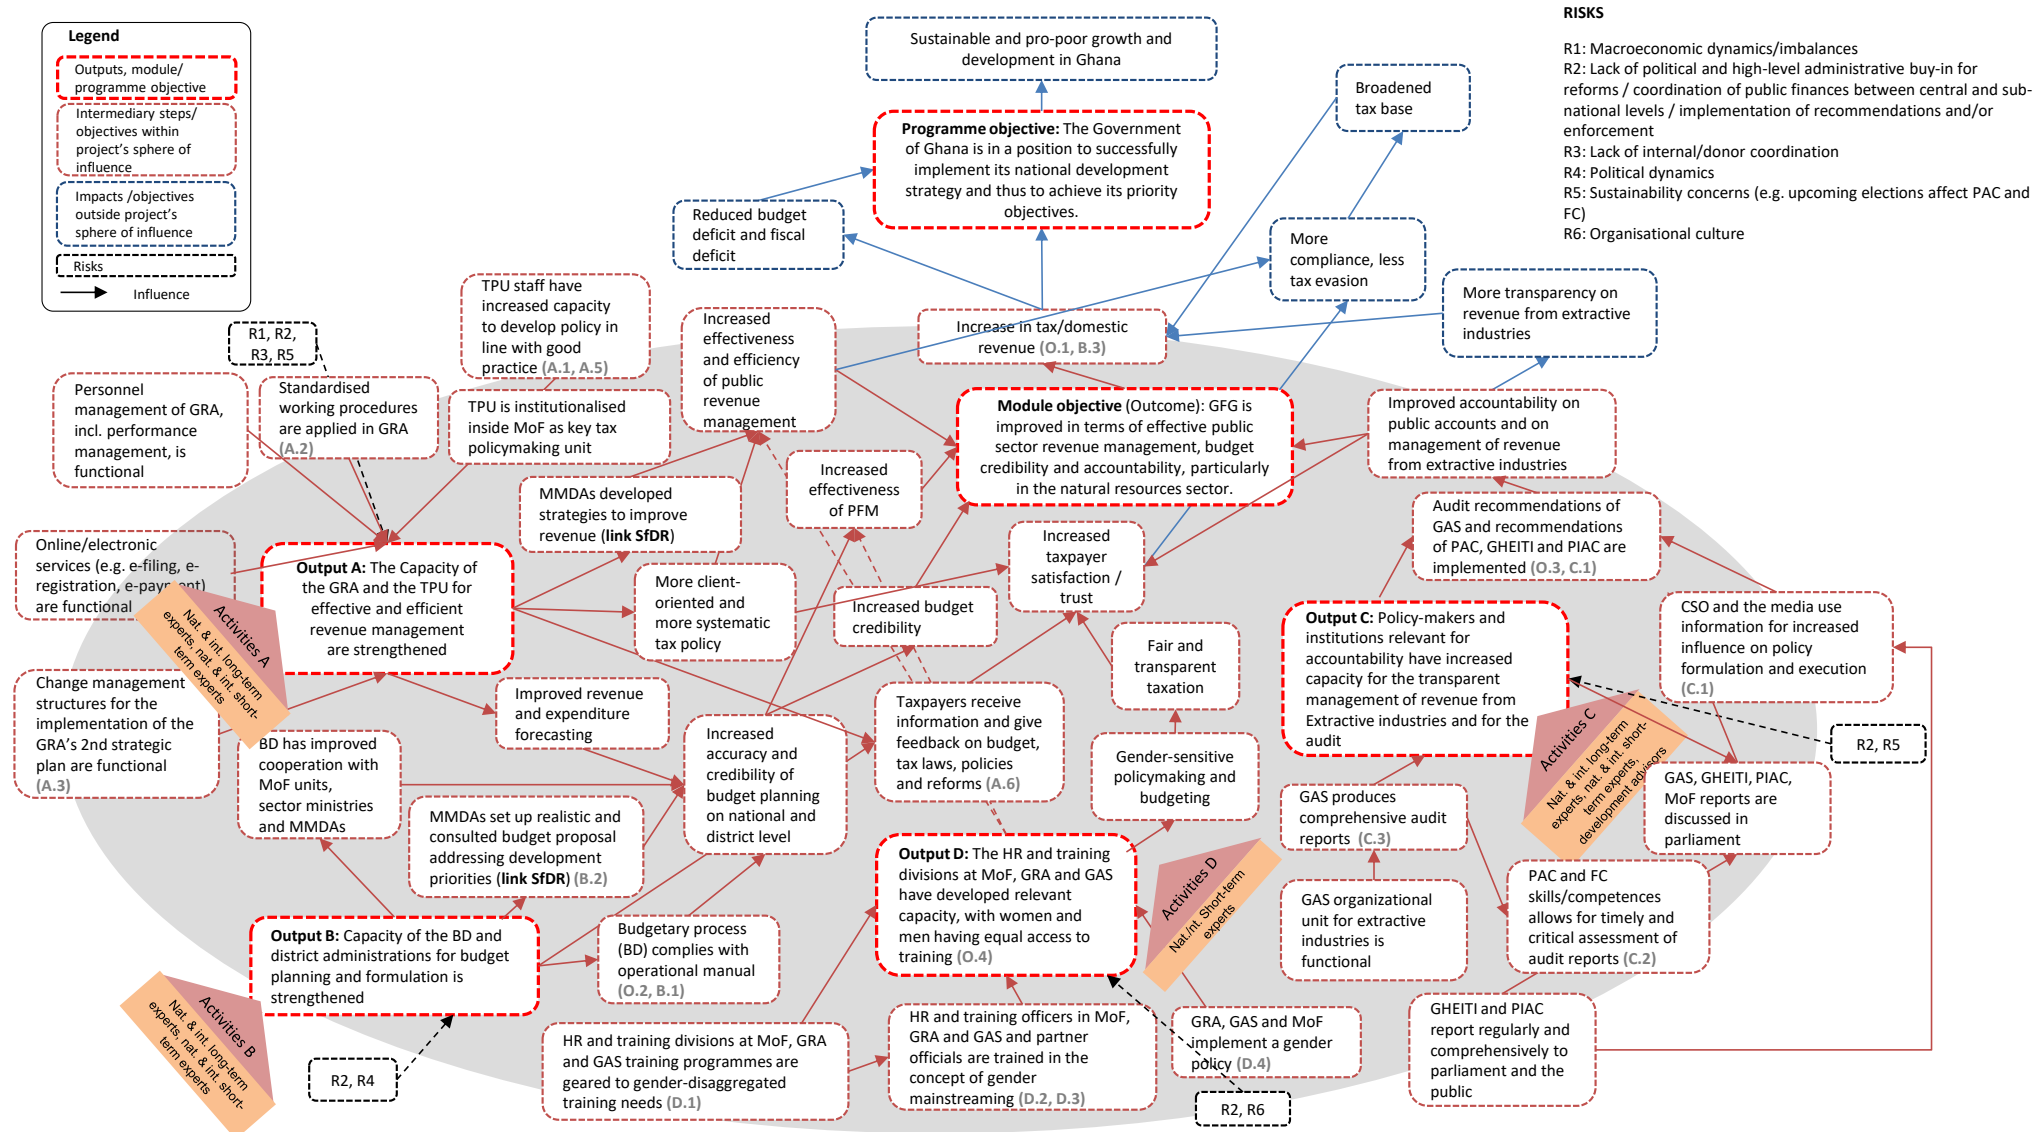 Legend
Outputs, module/
programme objective
Intermediary steps/
objectives within
project's sphere of
influence
Impacts /objectives
outside project's
sphere of influence
Risks
Influence
Sustainable and pro-poor growth and
development in Ghana
Programme objective: The Government
of Ghana is in a position to successfully
implement its national development
strategy and thus to achieve its priority
objectives.
Broadened
tax base
RISKS
R1: Macroeconomic dynamics/imbalances
R2: Lack of political and high-level administrative buy-in for
reforms / coordination of public finances between central and sub-
national levels / implementation of recommendations and/or
enforcement
R3: Lack of internal/donor coordination
R4: Political dynamics
R5: Sustainability concerns (e.g. upcoming elections affect PAC and
FC)
R6: Organisational culture
Reduced budget
deficit and fiscal
deficit
More
compliance, less
tax evasion
More transparency on
revenue from extractive
industries
R1, R2,
R3, R5
TPU staff have
increased capacity
to develop policy in
line with good
practice (A.1, A.5)
Increased
effectiveness
and efficiency
of public
revenue
management
Increase in tax/domestic
revenue (O.1, B.3)
Personnel
management of GRA,
incl. performance
management, is
functional
Standardised
working procedures
are applied in GRA
(A.2)
TPU is institutionalised
inside MoF as key tax
policymaking unit
Module objective (Outcome): GFG is
improved in terms of effective public
sector revenue management, budget
credibility and accountability, particularly
in the natural resources sector.
Improved accountability on
public accounts and on
management of revenue
from extractive industries
MMDAs developed
strategies to improve
revenue (link SfDR)
Increased
effectiveness
of PFM
Audit recommendations of
GAS and recommendations
of PAC, GHEITI and PIAC are
implemented (O.3, C.1)
Online/electronic
services (e.g. e-filing, e-
registration, e-payment)
are functional
Output A: The Capacity of
the GRA and the TPU for
effective and efficient
revenue management
are strengthened
More client-
oriented and
more systematic
tax policy
Increased budget
credibility
Increased
taxpayer
satisfaction /
trust
Fair and
transparent
taxation
Output C: Policy-makers and
institutions relevant for
accountability have increased
capacity for the transparent
management of revenue from
Extractive industries and for the
audit
CSO and the media use
information for increased
influence on policy
formulation and execution
(C.1)
Activities A
Nat. & int. long-term
experts, nat. & int. short-
term experts
Change management
structures for the
implementation of the
GRA's 2nd strategic
plan are functional
(A.3)
Improved revenue
and expenditure
forecasting
Taxpayers receive
information and give
feedback on budget,
tax laws, policies
and reforms (A.6)
BD has improved
cooperation with
MoF units,
sector ministries
and MMDAs
Increased
accuracy and
credibility of
budget planning
on national and
district level
Gender-sensitive
policymaking and
budgeting
R2, R5
Activities C
Nat. & int. long-term
experts, nat. & int. short-
term experts,
development advisors
GAS, GHEITI, PIAC,
MoF reports are
discussed in
parliament
MMDAs set up realistic and
consulted budget proposal
addressing development
priorities (link SfDR) (B.2)
GAS produces
comprehensive audit
reports (C.3)
Output D: The HR and training
divisions at MoF, GRA and GAS
have developed relevant
capacity, with women and
men having equal access to
training (O.4)
Activities D
Nat./nt. Short-term
experts
GAS organizational
unit for extractive
industries is
functional
PAC and FC
skills/competences
allows for timely and
critical assessment of
audit reports (C.2)
Output B: Capacity of the BD and
district administrations for budget
planning and formulation is
strengthened
Budgetary process
(BD) complies with
operational manual
(O.2, B.1)
Activities B
Nat. & int. long-term
experts, nat. & int. short-
term experts
R2, R4
HR and training divisions at MoF, GRA
and GAS training programmes are
geared to gender-disaggregated
training needs (D.1)
HR and training officers in MoF,
GRA and GAS and partner
officials are trained in the
concept of gender
mainstreaming (D.2, D.3)
GRA, GAS and MoF
implement a gender
policy (D.4)
R2, R6
GHEITI and PIAC
report regularly and
comprehensively to
parliament and the
public